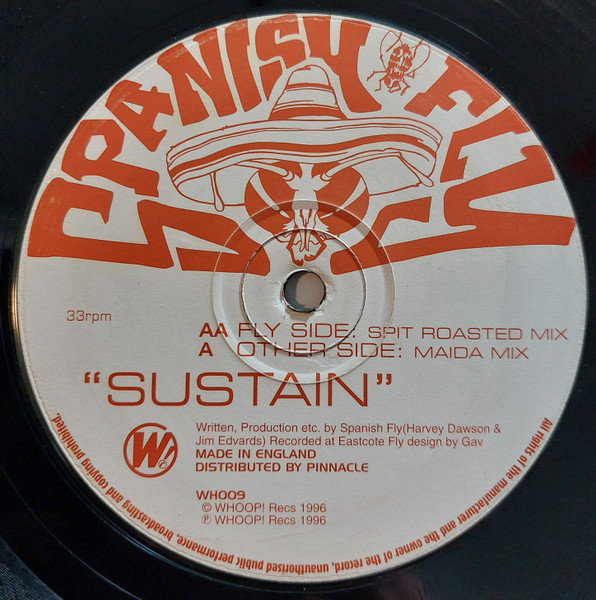 SPANISH FLY
33rpm
AA FLY SIDE: SPIT ROASTED MIX
A OTHER SIDE: MAIDA MIX
"SUSTAIN"
W!
Written, Production etc. by Spanish Fly(Harvey Dawson &
Jim Edvards) Recorded at Eastcote Fly design by Gav
MADE IN ENGLAND
DISTRIBUTED BY PINNACLE
WH009
© WHOOP! Recs 1996
℗ WHOOP! Recs 1996
All rights of the manufacturer and the owner of the record, unauthorised public performance, broadcasting and copying prohibited.